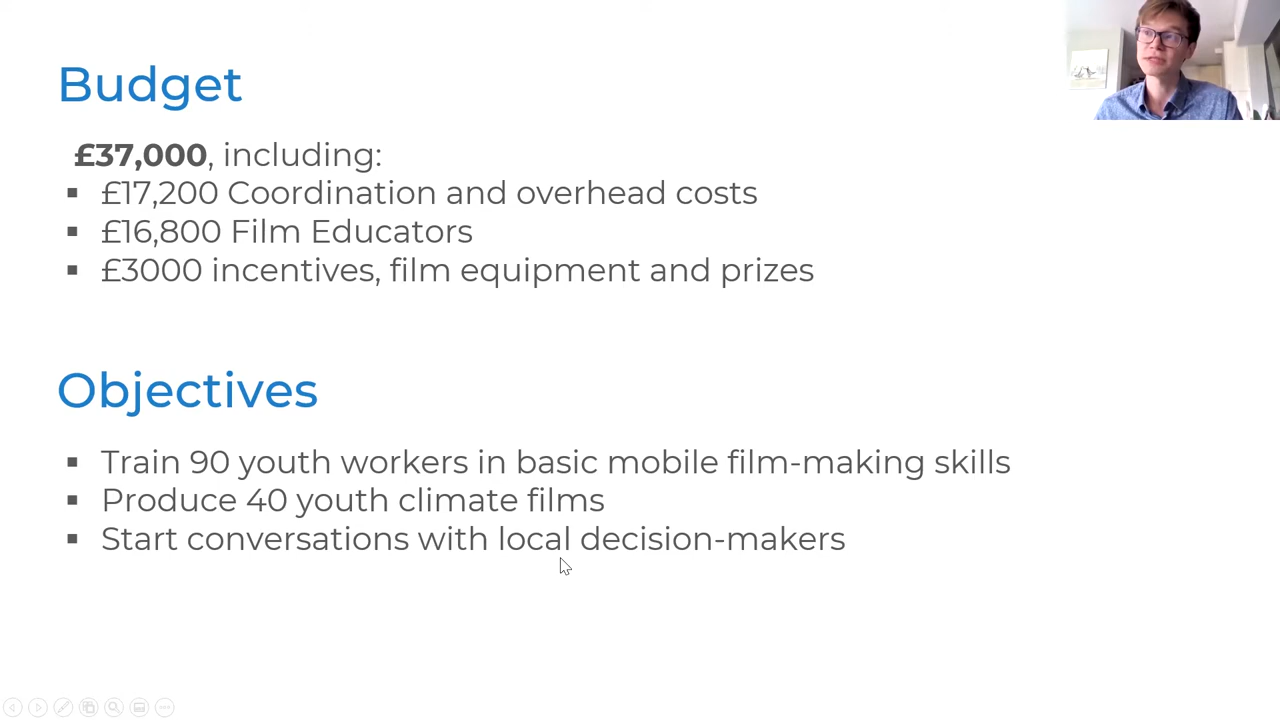 Budget
£37,000, including:
▪ £17,200 Coordination and overhead costs
▪ £16,800 Film Educators
▪ £3000 incentives, film equipment and prizes
Objectives
▪ Train 90 youth workers in basic mobile film-making skills
▪ Produce 40 youth climate films
▪ Start conversations with local decision-makers